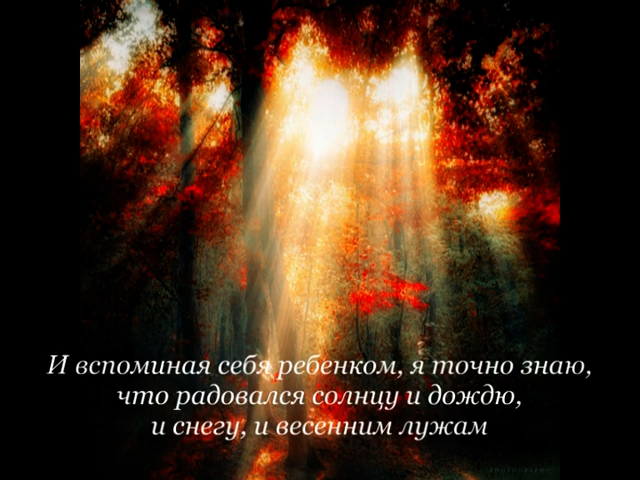 И вспоминая себя ребенком, я точно знаю,
что радовался солнцу и дождю,
и снегу, и весенним лужам